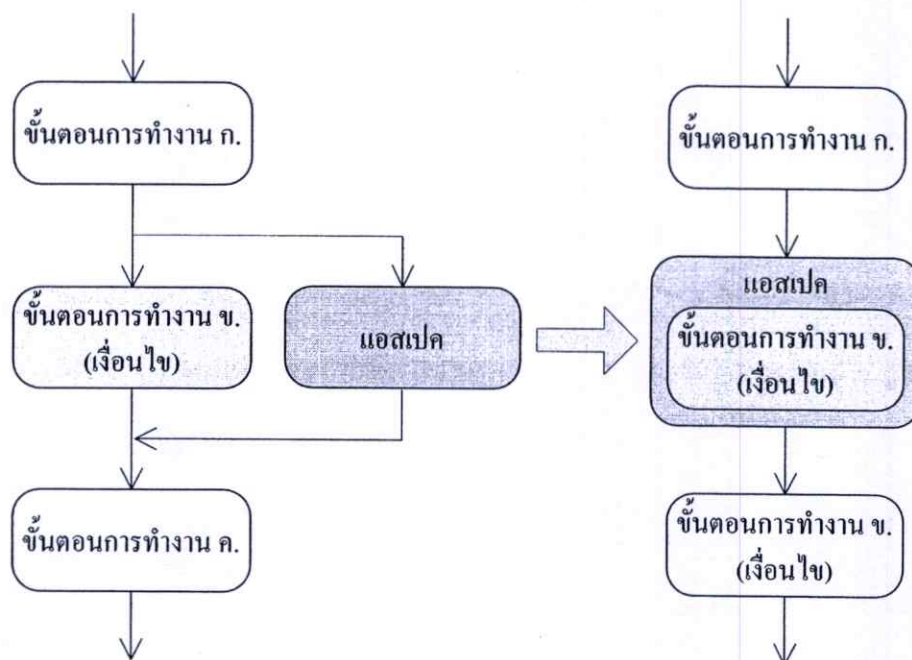 ขั้นตอนการทำงาน ก.
ขั้นตอนการทำงาน ข.
(เงื่อนไข)
แอสเปค
ขั้นตอนการทำงาน ค.
ขั้นตอนการทำงาน ก.
แอสเปค
ขั้นตอนการทำงาน ข.
(เงื่อนไข)
ขั้นตอนการทำงาน ข.
(เงื่อนไข)